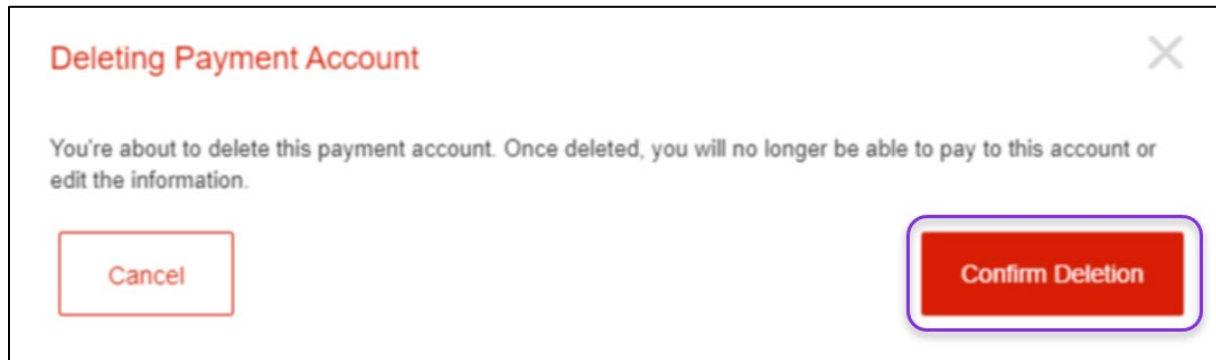 Deleting Payment Account
You're about to delete this payment account. Once deleted, you will no longer be able to pay to this account or
edit the information.
Cancel
Confirm Deletion